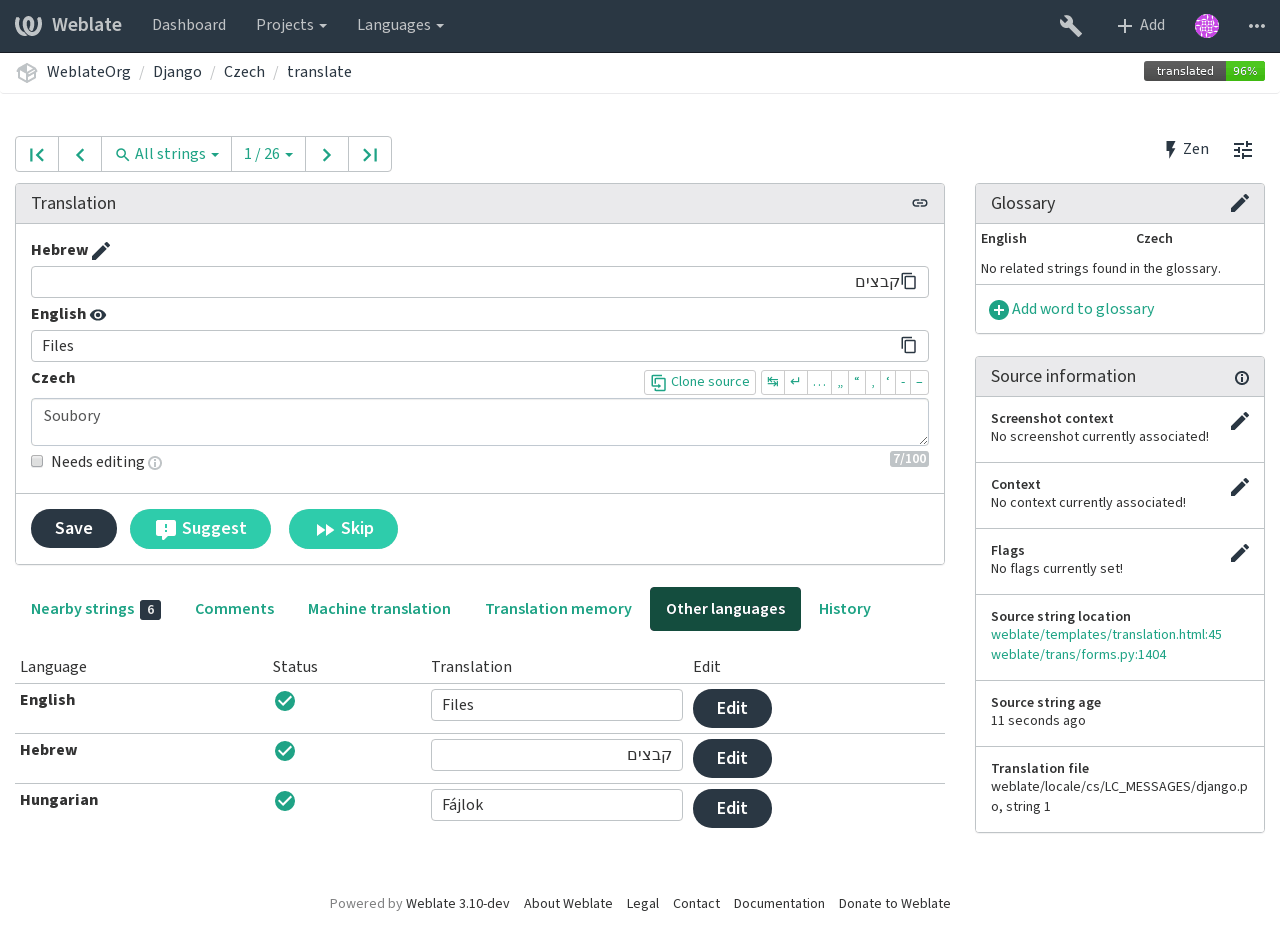 Weblate Dashboard Projects Languages Add
WeblateOrg / Django / Czech / translate translated 96%
All strings 1 / 26 Zen
Translation
Hebrew
קבצים
English
Files
Czech Clone source ↹ ↵ … „ “ ‚ ‘ - –
Soubory
Needs editing 7/100
Save Suggest Skip
Nearby strings 6 Comments Machine translation Translation memory Other languages History
Language Status Translation Edit
English Files Edit
Hebrew קבצים Edit
Hungarian Fájlok Edit
Glossary
English Czech
No related strings found in the glossary.
Add word to glossary
Source information
Screenshot context
No screenshot currently associated!
Context
No context currently associated!
Flags
No flags currently set!
Source string location
weblate/templates/translation.html:45
weblate/trans/forms.py:1404
Source string age
11 seconds ago
Translation file
weblate/locale/cs/LC_MESSAGES/django.p
o, string 1
Powered by Weblate 3.10-dev About Weblate Legal Contact Documentation Donate to Weblate